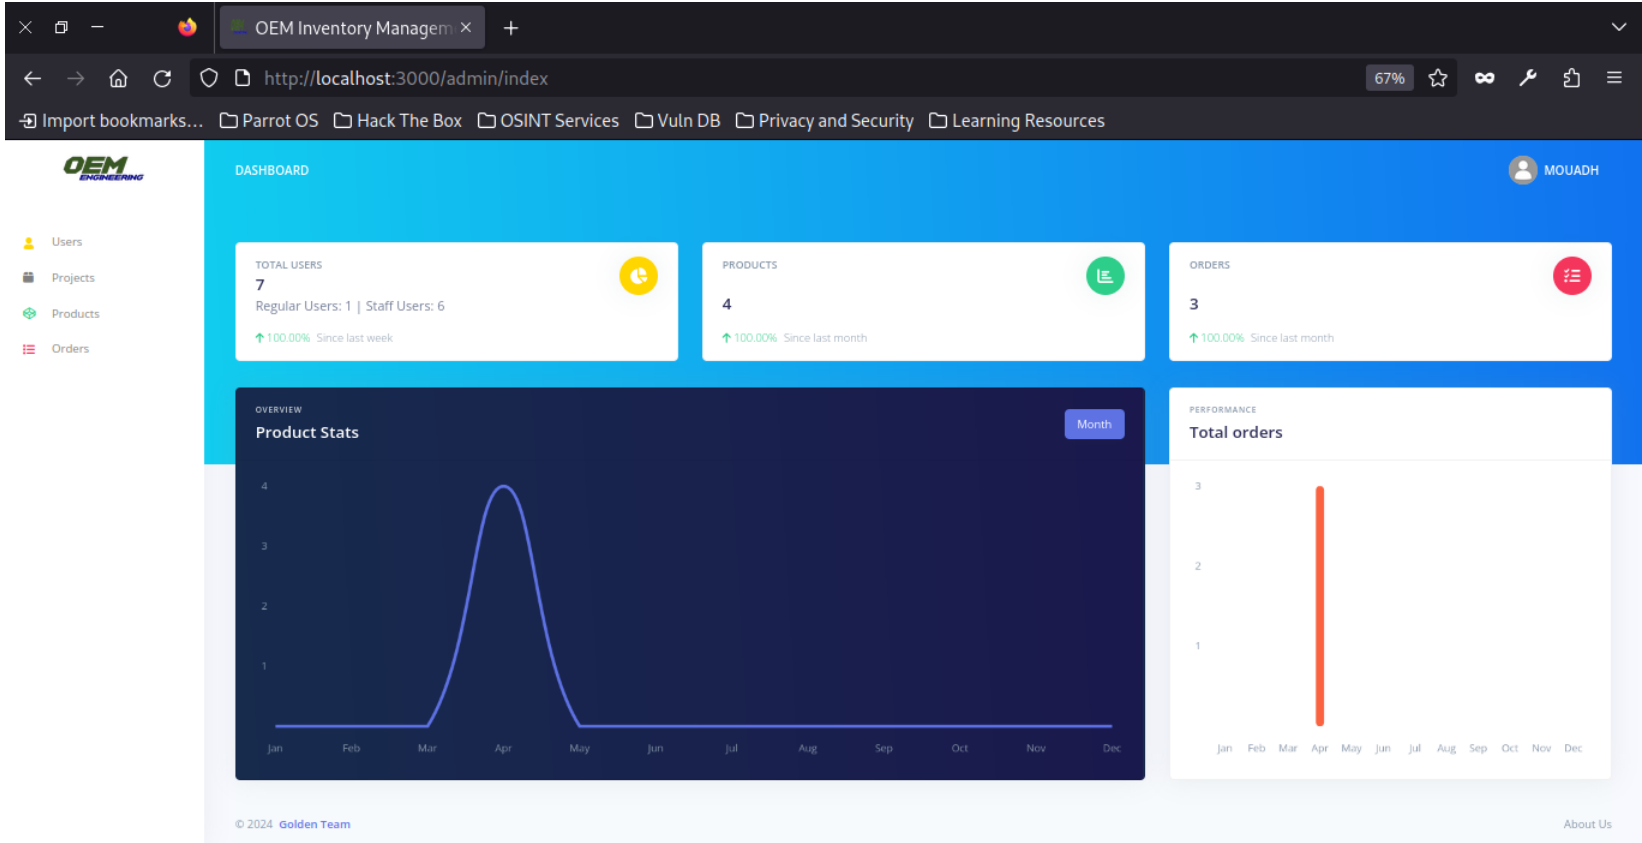 OEM Inventory Managem
http://localhost:3000/admin/index
67%
Import bookmarks... Parrot OS Hack The Box OSINT Services Vuln DB Privacy and Security Learning Resources
OEM
ENGINEERING
DASHBOARD
MOUADH
Users
Projects
Products
Orders
TOTAL USERS
7
Regular Users: 1 | Staff Users: 6
100.00% Since last week
PRODUCTS
4
100.00% Since last month
ORDERS
3
100.00% Since last month
OVERVIEW
Product Stats
Month
4
3
2
1
Jan Feb Mar Apr May Jun Jul Aug Sep Oct Nov Dec
PERFORMANCE
Total orders
3
2
1
Jan Feb Mar Apr May Jun Jul Aug Sep Oct Nov Dec
© 2024 Golden Team
About Us